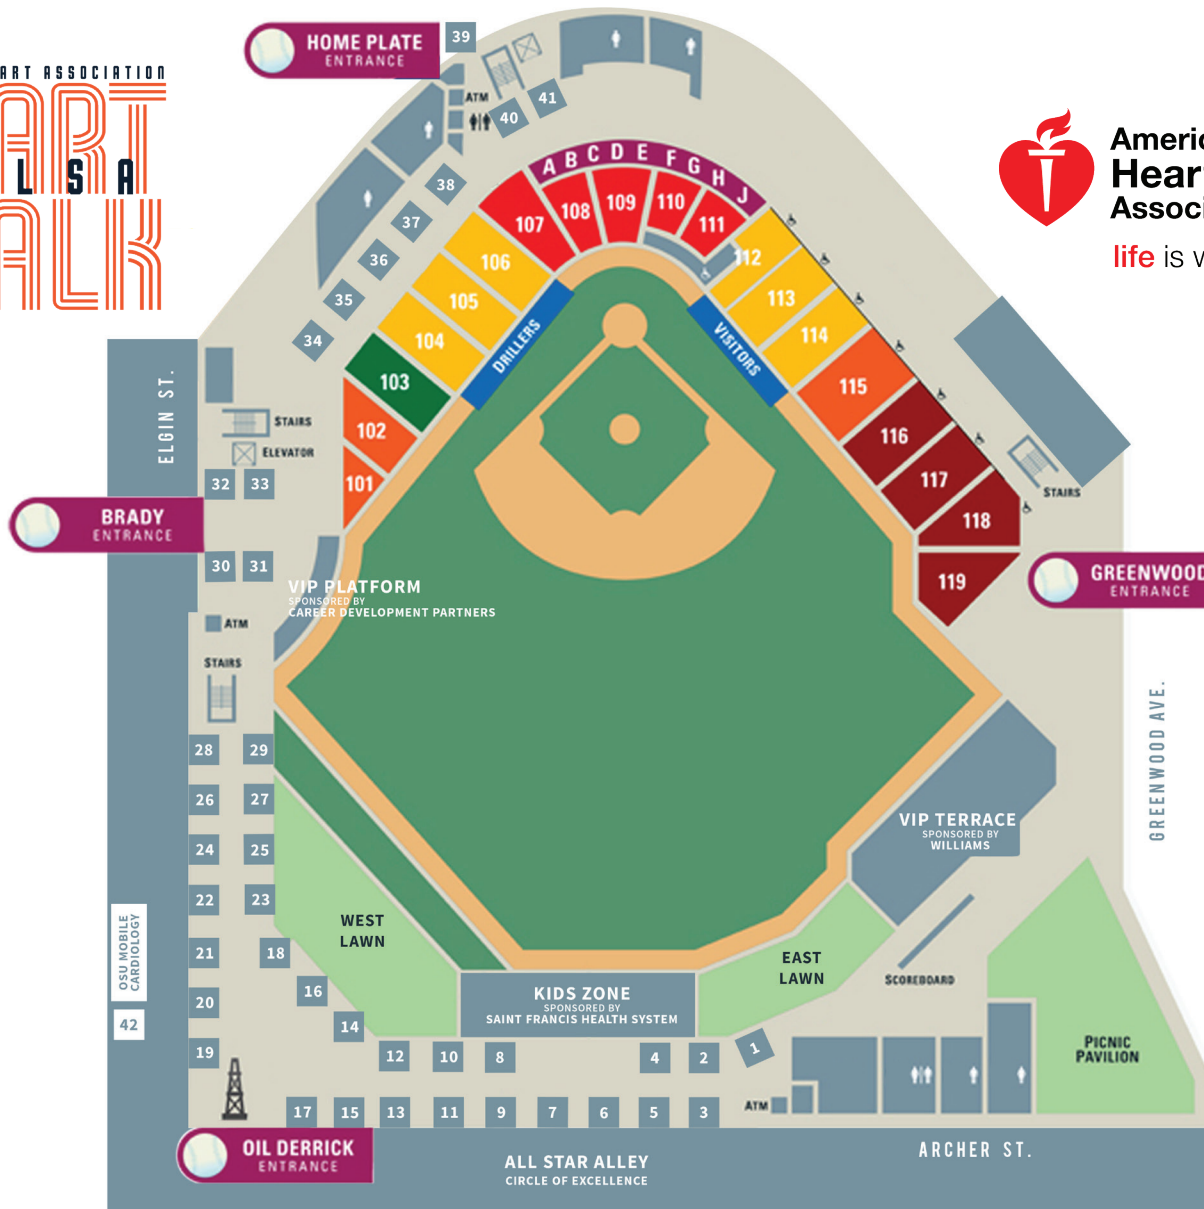 ART ASSOCIATION
ART
LSA
ALK
HOME PLATE
ENTRANCE
39
ATM
40
41
38
37
36
35
34
A B C D E F G H J
107
108
109
110
111
106
105
104
103
102
101
112
113
114
115
116
117
118
119
DRILLERS
VISITORS
Americ
Hear
Associ
life is w
ELGIN ST.
STAIRS
ELEVATOR
32
33
BRADY
ENTRANCE
30
31
ATM
STAIRS
VIP PLATFORM
SPONSORED BY
CAREER DEVELOPMENT PARTNERS
STAIRS
GREENWOOD
ENTRANCE
GREENWOOD AVE.
28
29
26
27
24
25
22
23
21
18
20
16
19
14
OSU MOBILE
CARDIOLOGY
42
WEST
LAWN
VIP TERRACE
SPONSORED BY
WILLIAMS
EAST
LAWN
SCOREBOARD
KIDS ZONE
SPONSORED BY
SAINT FRANCIS HEALTH SYSTEM
PICNIC
PAVILION
12
10
8
4
2
1
17
15
13
11
9
7
6
5
3
ATM
OIL DERRICK
ENTRANCE
ALL STAR ALLEY
CIRCLE OF EXCELLENCE
ARCHER ST.